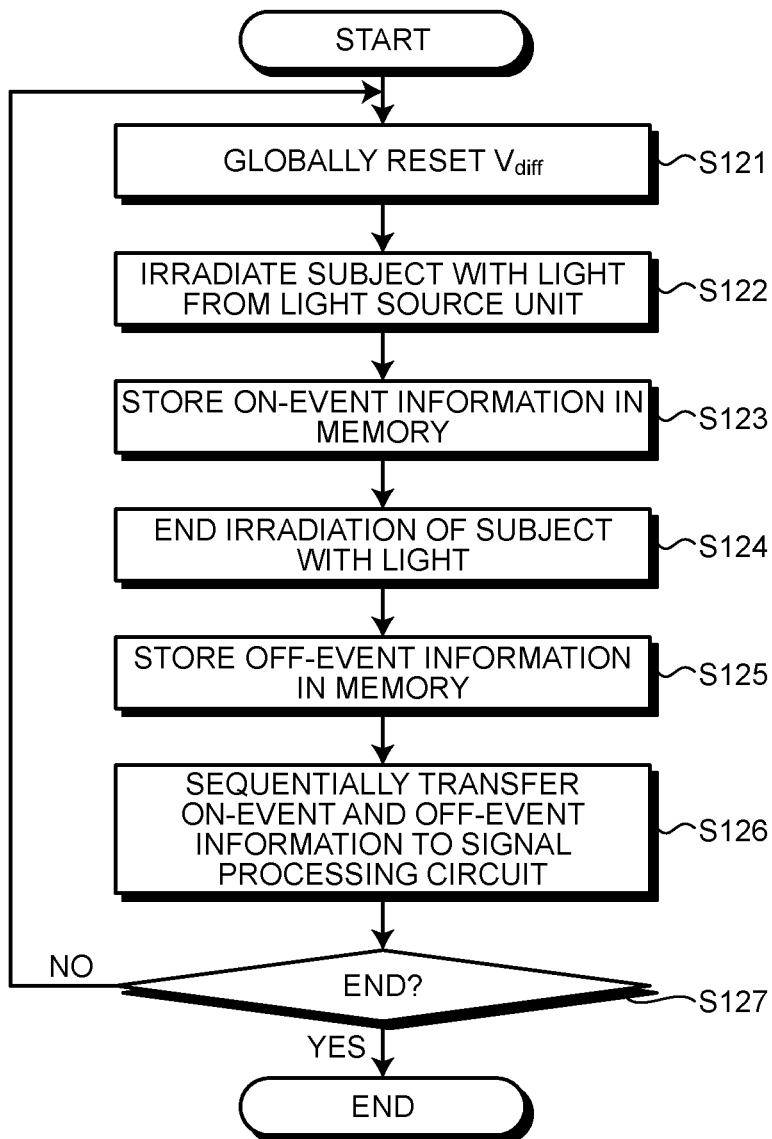 START
GLOBALLY RESET Vdiff
S121
IRRADIATE SUBJECT WITH LIGHT
FROM LIGHT SOURCE UNIT
S122
STORE ON-EVENT INFORMATION IN
MEMORY
S123
END IRRADIATION OF SUBJECT
WITH LIGHT
S124
STORE OFF-EVENT INFORMATION
IN MEMORY
S125
SEQUENTIALLY TRANSFER
ON-EVENT AND OFF-EVENT
INFORMATION TO SIGNAL
PROCESSING CIRCUIT
S126
NO
END?
S127
YES
END